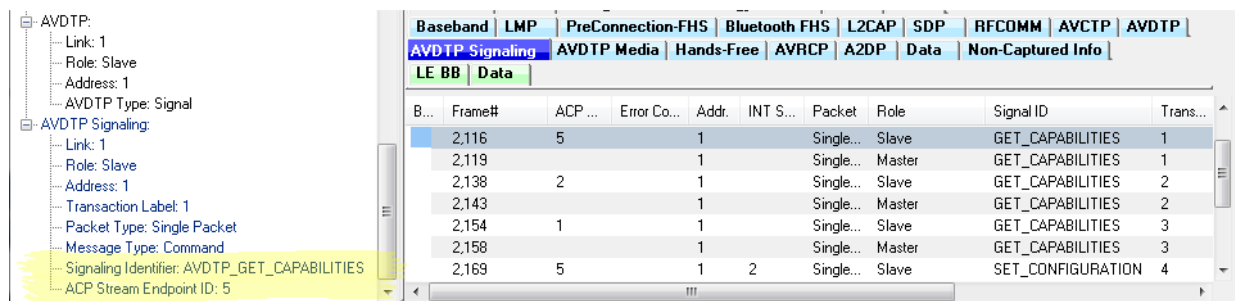 AVDTP:
Link: 1
Role: Slave
Address: 1
AVDTP Type: Signal
AVDTP Signaling:
Link: 1
Role: Slave
Address: 1
Transaction Label: 1
Packet Type: Single Packet
Message Type: Command
Signaling Identifier: AVDTP_GET_CAPABILITIES
ACP Stream Endpoint ID: 5
Baseband LMP PreConnection-FHS Bluetooth FHS L2CAP SDP RFCOMM AVCTP AVDTP
AVDTP Signaling AVDTP Media Hands-Free AVRCP A2DP Data Non-Captured Info
LE BB Data
B... Frame# ACP ... Error Co... Addr. INT S... Packet Role Signal ID Trans...
2,116 5 1 Single... Slave GET_CAPABILITIES 1
2,119 1 Single... Master GET_CAPABILITIES 1
2,138 2 1 Single... Slave GET_CAPABILITIES 2
2,143 1 Single... Master GET_CAPABILITIES 2
2,154 1 1 Single... Slave GET_CAPABILITIES 3
2,158 1 Single... Master GET_CAPABILITIES 3
2,169 5 1 2 Single... Slave SET_CONFIGURATION 4